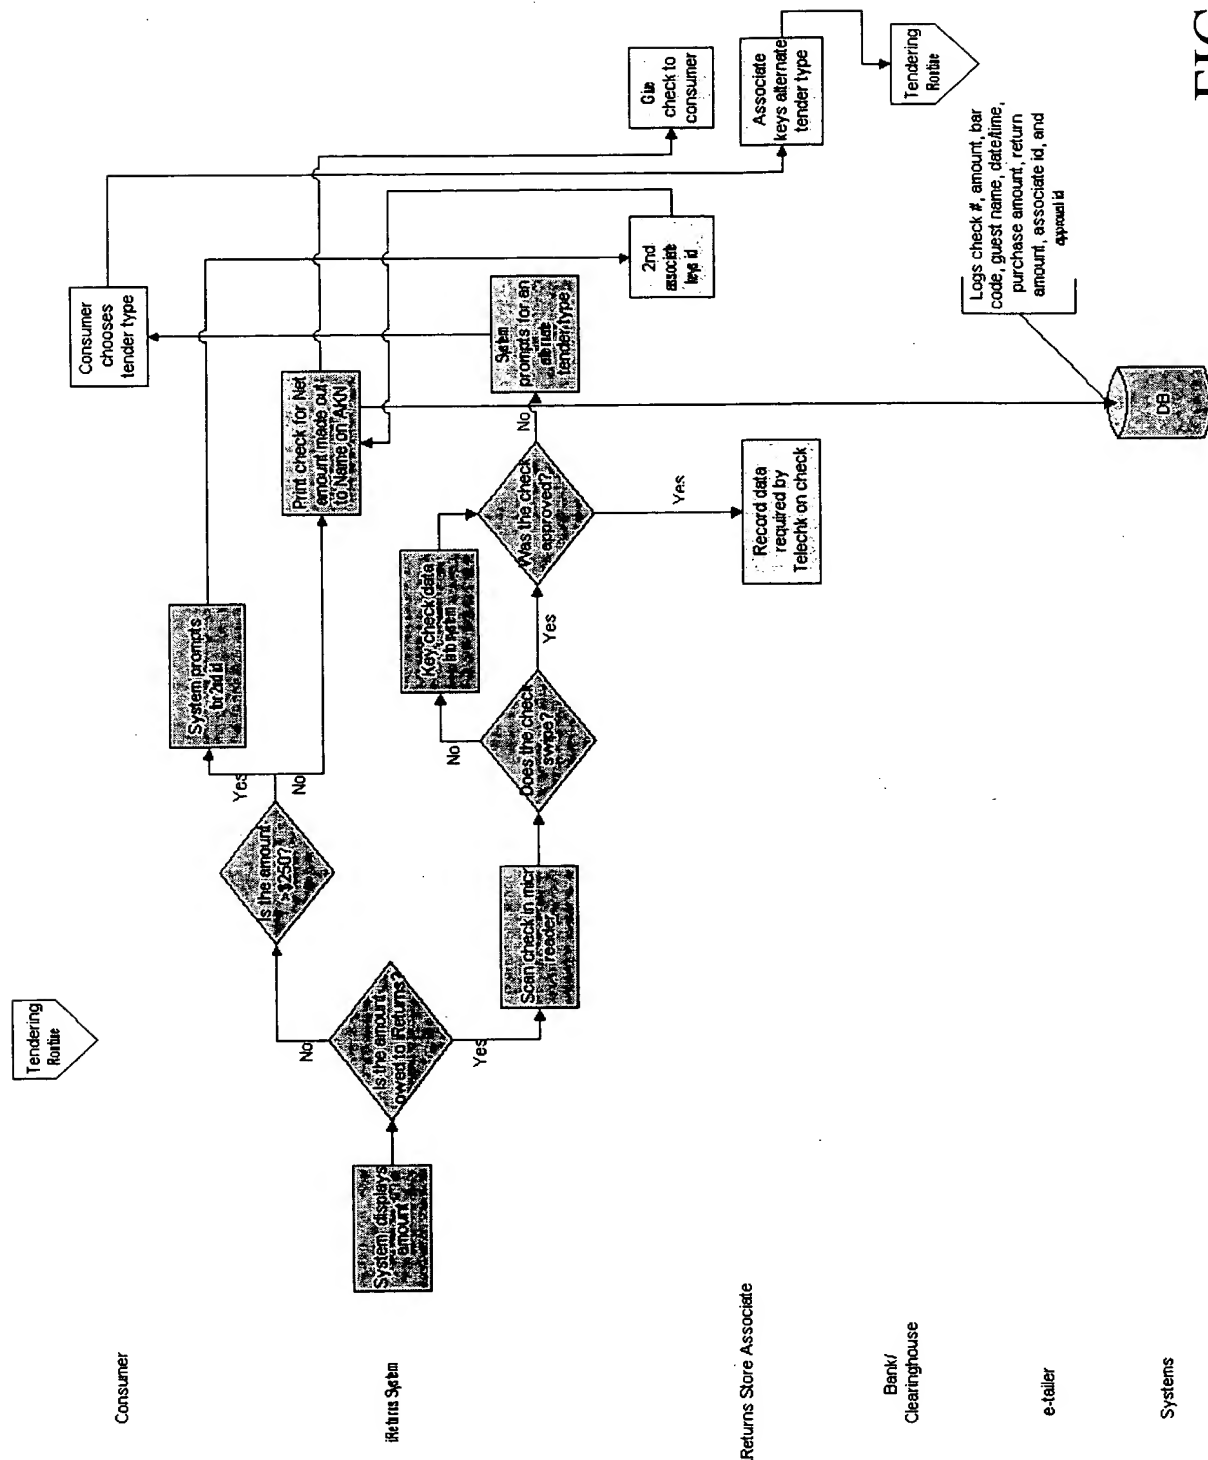 Tendering
Routine
Consumer
iReturns System
Returns Store Associate
Bank/
Clearinghouse
e-tailer
Systems
System displays
amount
Is the amount
owed to iReturns?
No
Yes
Is the amount
>$250?
Yes
No
System prompts
for 2nd id
Print check for Net
amount made out
to Name on AKN
Consumer
chooses
tender type
Scan check in micr
reader
Does the check
swipe?
No
Yes
Key check data
into system
Was the check
approved?
No
Yes
System
prompts for an
alternate
tender type
Record data
required by
Telechk on check
2nd
associate
keys id
Give
check to
consumer
Associate
keys alternate
tender type
Tendering
Routine
Logs check #, amount, bar
code, guest name, date/time,
purchase amount, return
amount, associate id, and
approval id
DB
FIG